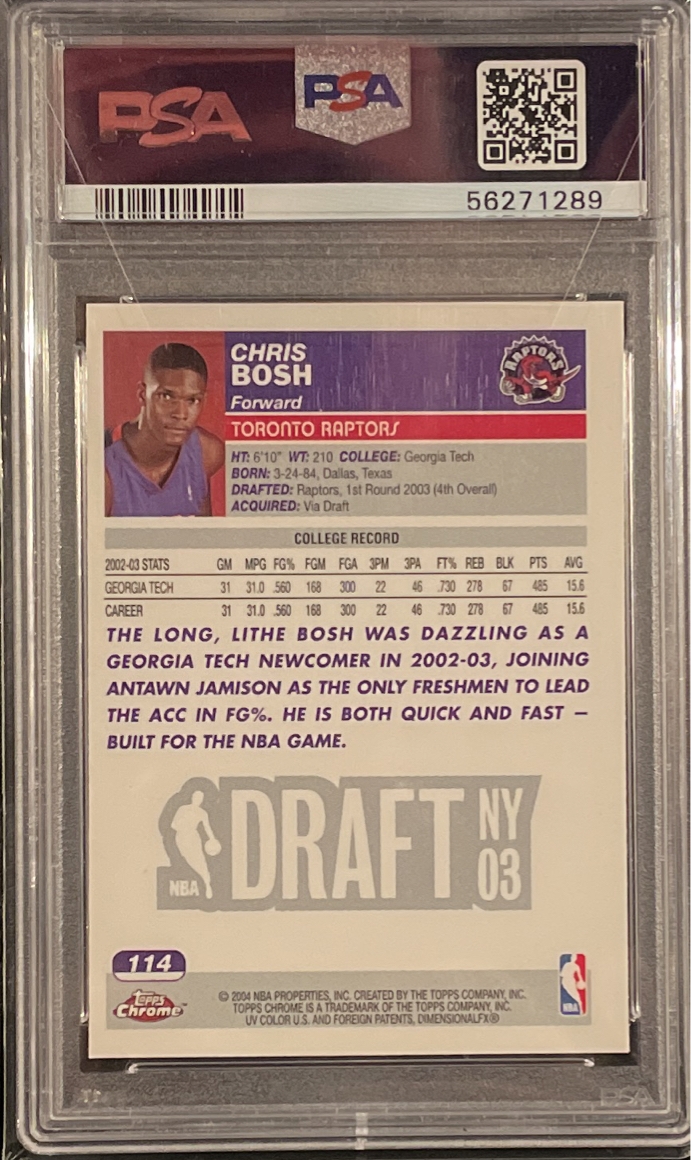 PSA
PSA
56271289
RAPTORS
CHRIS
BOSH
Forward
TORONTO RAPTORS
HT: 6'10" WT: 210 COLLEGE: Georgia Tech
BORN: 3-24-84, Dallas, Texas
DRAFTED: Raptors, 1st Round 2003 (4th Overall)
ACQUIRED: Via Draft
COLLEGE RECORD
2002-03 STATS GM MPG FG% FGM FGA 3PM 3PA FT% REB BLK PTS AVG
GEORGIA TECH 31 31.0 .560 168 300 22 46 .730 278 67 485 15.6
CAREER 31 31.0 .560 168 300 22 46 .730 278 67 485 15.6
THE LONG, LITHE BOSH WAS DAZZLING AS A
GEORGIA TECH NEWCOMER IN 2002-03, JOINING
ANTAWN JAMISON AS THE ONLY FRESHMEN TO LEAD
THE ACC IN FG%. HE IS BOTH QUICK AND FAST –
BUILT FOR THE NBA GAME.
NBA DRAFT NY
03
114
Topps
Chrome™
© 2004 NBA PROPERTIES, INC. CREATED BY THE TOPPS COMPANY, INC.
TOPPS CHROME IS A TRADEMARK OF THE TOPPS COMPANY, INC.
UV COLOR U.S. AND FOREIGN PATENTS, DIMENSIONALFX®
NBA
PSA